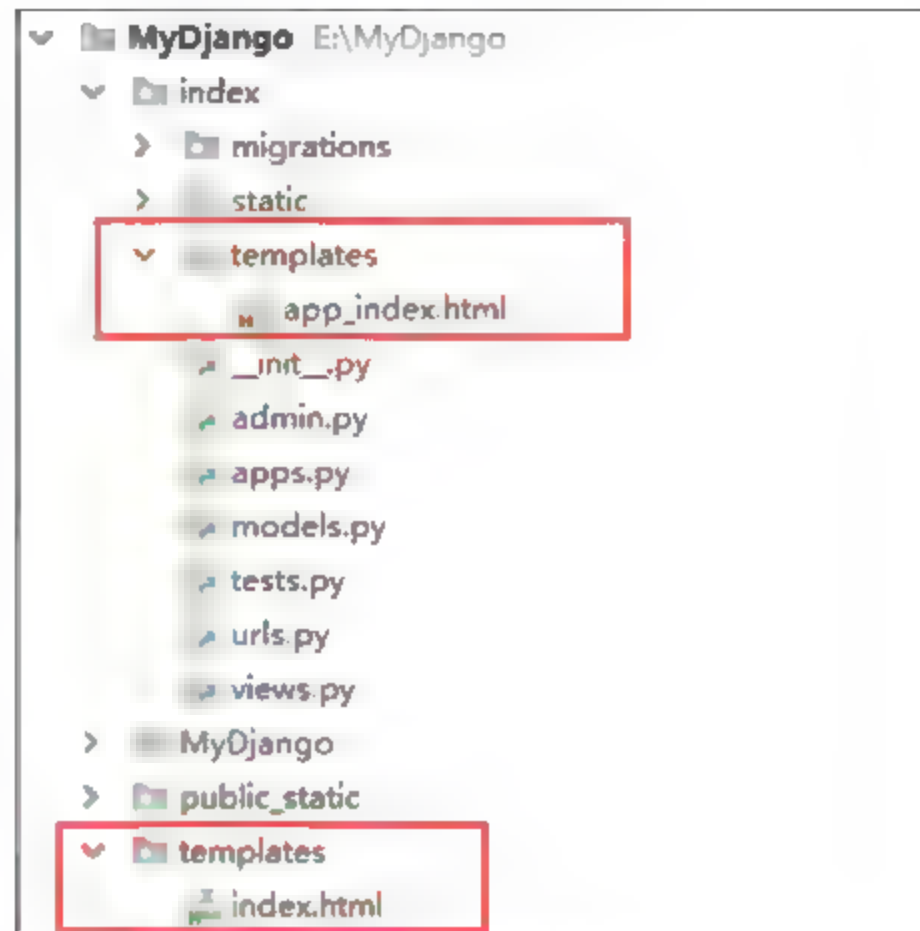 MyDjango E:\MyDjango
index
migrations
static
templates
app_index.html
__init__.py
admin.py
apps.py
models.py
tests.py
urls.py
views.py
MyDjango
public_static
templates
index.html